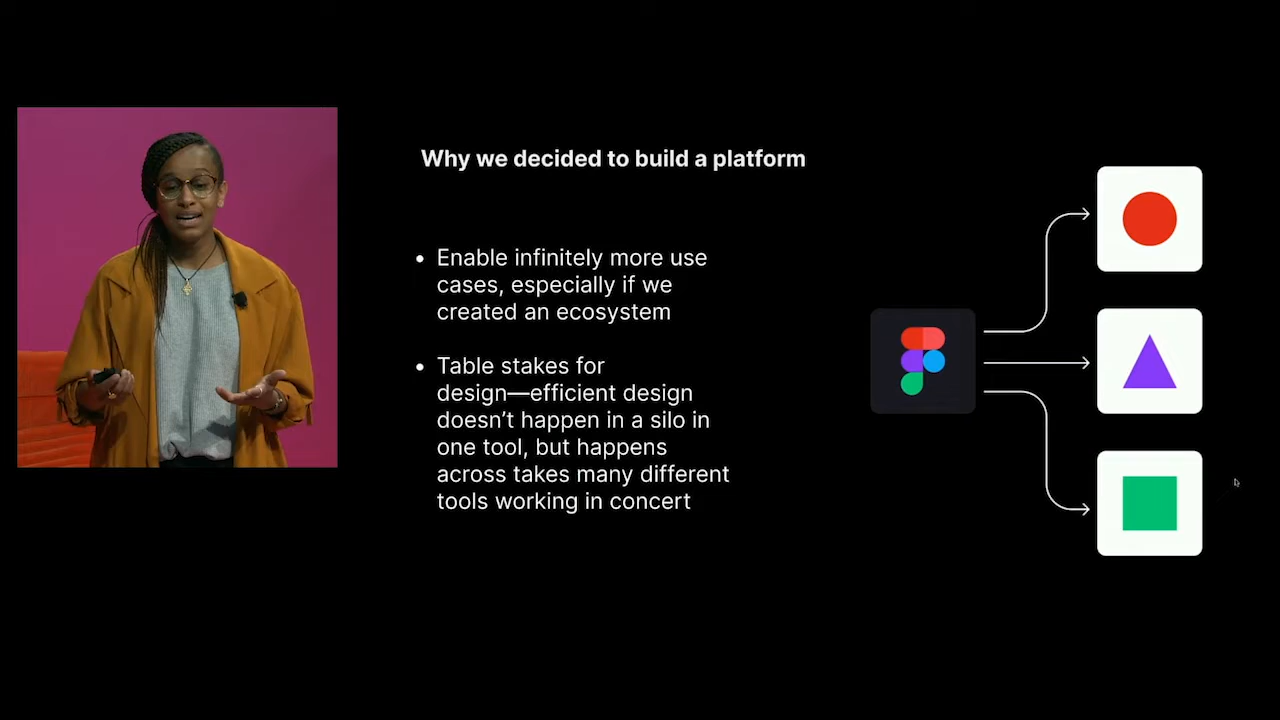 Why we decided to build a platform
• Enable infinitely more use
cases, especially if we
created an ecosystem
• Table stakes for
design—efficient design
doesn’t happen in a silo in
one tool, but happens
across takes many different
tools working in concert